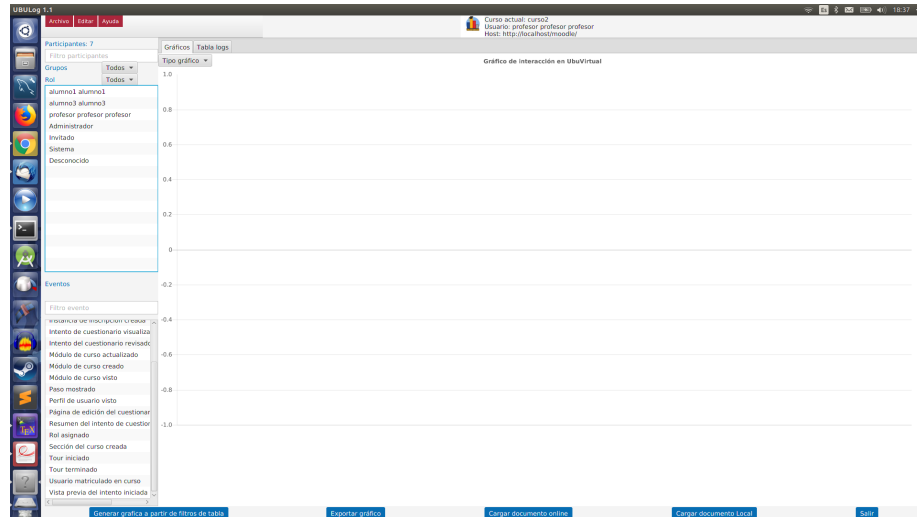 UBULog 1.1
Es
18:37
Archivo Editar Ayuda
Curso actual: curso2
Usuario: profesor profesor profesor
Host: http://localhost/moodle/
Participantes: 7
Filtro participantes
Grupos Todos
Rol Todos
alumno1 alumno1
alumno3 alumno3
profesor profesor profesor
Administrador
Invitado
Sistema
Desconocido
Eventos
Filtro evento
Instancia de inscripción creada
Intento de cuestionario visualiza
Intento del cuestionario revisado
Módulo de curso actualizado
Módulo de curso creado
Módulo de curso visto
Paso mostrado
Perfil de usuario visto
Página de edición del cuestionar
Resumen del intento de cuestior
Rol asignado
Sección del curso creada
Tour iniciado
Tour terminado
Usuario matriculado en curso
Vista previa del intento iniciada
Gráficos Tabla logs
Tipo gráfico
Gráfico de interacción en UbuVirtual
1.0
0.8
0.6
0.4
0.2
0
-0.2
-0.4
-0.6
-0.8
-1.0
Generar grafica a partir de filtros de tabla Exportar gráfico Cargar documento online Cargar documento Local Salir
TEX